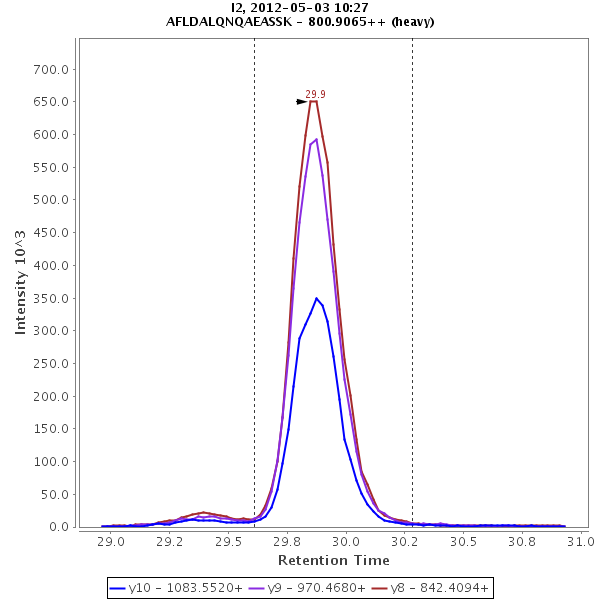 I2, 2012-05-03 10:27
AFLDALQNQAEASSK - 800.9065++ (heavy)
29.9
700.0
650.0
600.0
550.0
500.0
450.0
400.0
350.0
300.0
250.0
200.0
150.0
100.0
50.0
0.0
Intensity 10^3
29.0 29.2 29.5 29.8 30.0 30.2 30.5 30.8 31.0
Retention Time
y10 - 1083.5520+ y9 - 970.4680+ y8 - 842.4094+